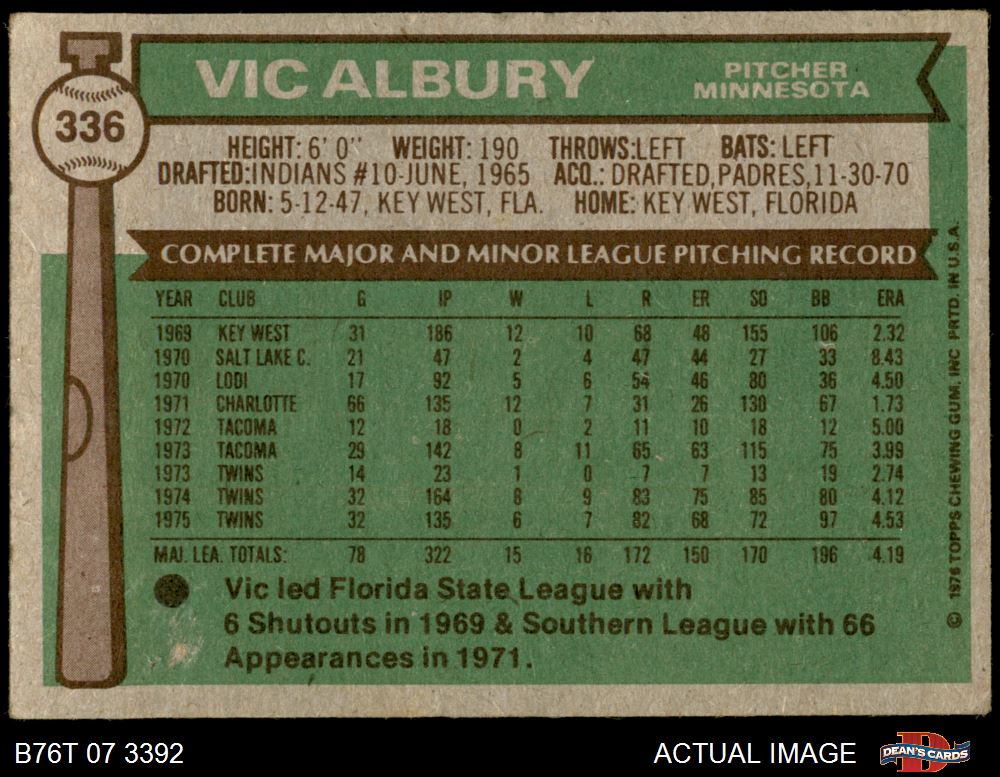 VIC ALBURY
PITCHER
MINNESOTA
336
HEIGHT: 6' 0" WEIGHT: 190 THROWS:LEFT BATS: LEFT
DRAFTED:INDIANS #10-JUNE, 1965 ACQ.: DRAFTED,PADRES,11-30-70
BORN: 5-12-47, KEY WEST, FLA. HOME: KEY WEST, FLORIDA
COMPLETE MAJOR AND MINOR LEAGUE PITCHING RECORD
YEAR CLUB G IP W L R ER SO BB ERA
1969 KEY WEST 31 186 12 10 68 48 155 106 2.32
1970 SALT LAKE C. 21 47 2 4 47 44 27 33 8.43
1970 LODI 17 92 5 6 54 46 80 36 4.50
1971 CHARLOTTE 66 135 12 7 31 26 130 67 1.73
1972 TACOMA 12 18 0 2 11 10 18 12 5.00
1973 TACOMA 29 142 8 11 65 63 115 75 3.99
1973 TWINS 14 23 1 0 7 7 13 19 2.74
1974 TWINS 32 164 8 9 83 75 85 80 4.12
1975 TWINS 32 135 6 7 82 68 72 97 4.53
MAJ. LEA. TOTALS: 78 322 15 16 172 150 170 196 4.19
Vic led Florida State League with
6 Shutouts in 1969 & Southern League with 66
Appearances in 1971.
© 1976 TOPPS CHEWING GUM, INC PRTD. IN U.S.A.
B76T 07 3392
ACTUAL IMAGE
DEAN'S CARDS